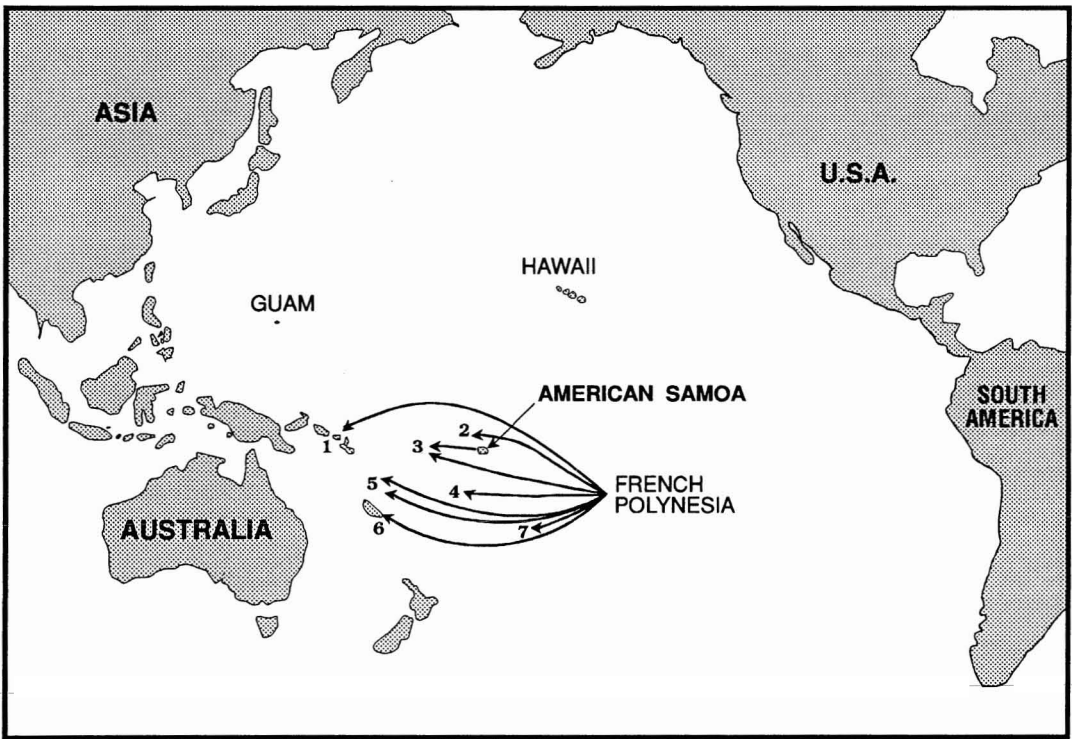 ASIA
U.S.A.
HAWAII
GUAM
AMERICAN SAMOA
SOUTH
AMERICA
1
2
3
4
5
6
7
FRENCH
POLYNESIA
AUSTRALIA